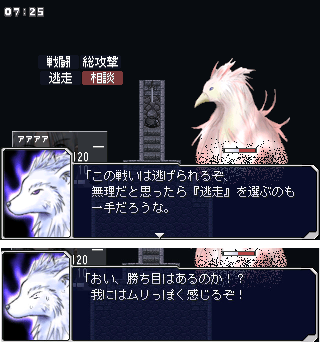 07:25
戦闘 総攻撃
逃走 相談
アアアア
120
「この戦いは逃げられるぞ、
無理だと思ったら『逃走』を選ぶのも
一手だろうな。
120
「おい、勝ち目はあるのか！？
我にはムリっぽく感じるぞ！